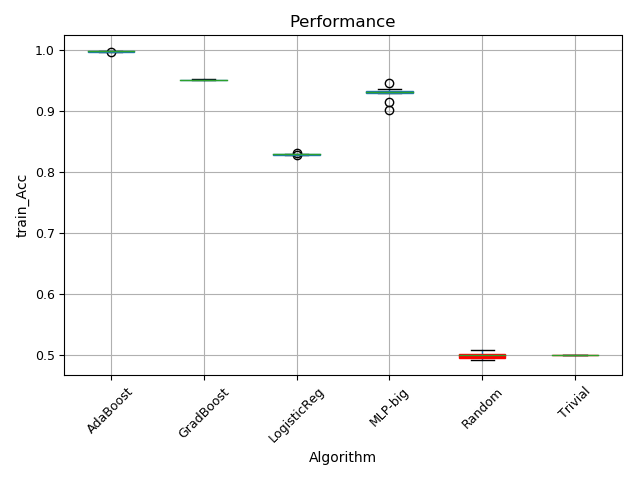 Performance
train_Acc
1.0
0.9
0.8
0.7
0.6
0.5
AdaBoost
GradBoost
LogisticReg
MLP-big
Random
Trivial
Algorithm